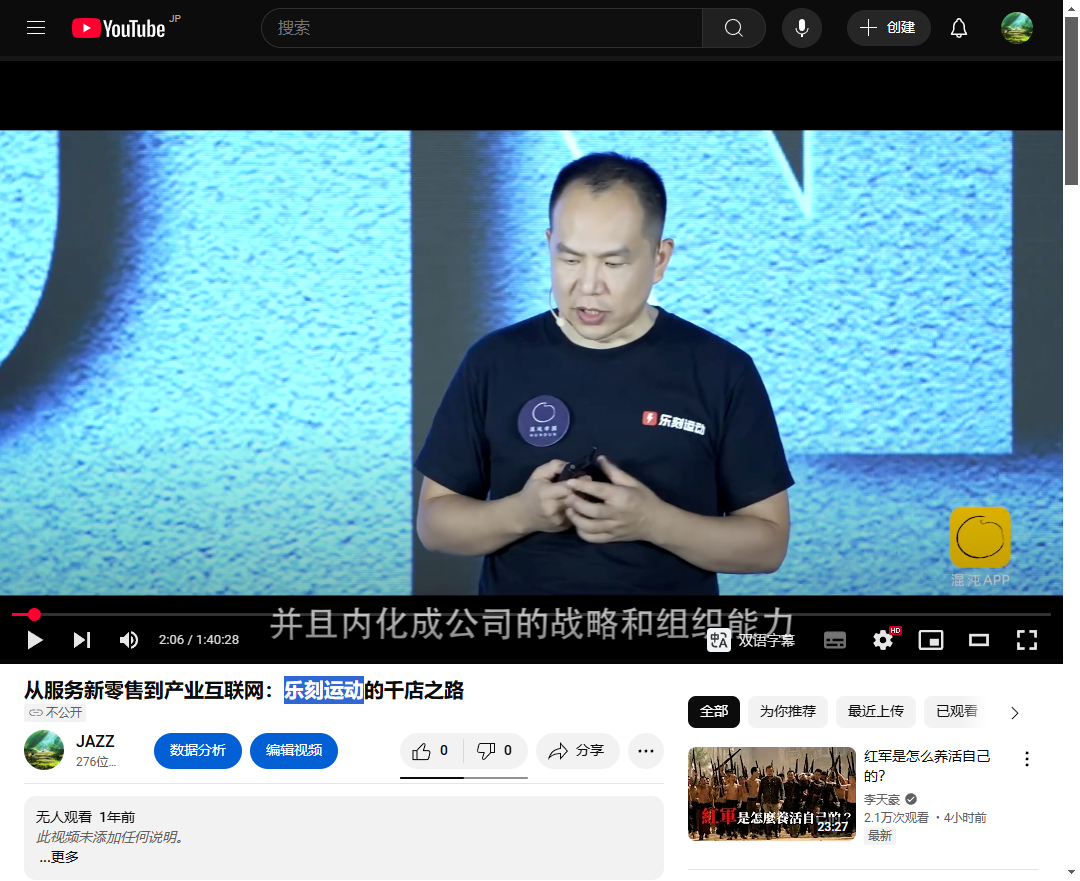 YouTube JP
搜索
创建
混沌学园
HUNDUN
乐刻运动
混沌APP
并且内化成公司的战略和组织能力
2:06 / 1:40:28
双语字幕
HD
从服务新零售到产业互联网：乐刻运动的千店之路
不公开
JAZZ
276位...
数据分析
编辑视频
0
0
分享
无人观看 1年前
此视频未添加任何说明。
...更多
全部
为你推荐
最近上传
已观看
紅軍是怎麼養活自己的？
23:27
红军是怎么养活自己的？
李天豪
2.1万次观看 • 4小时前
最新